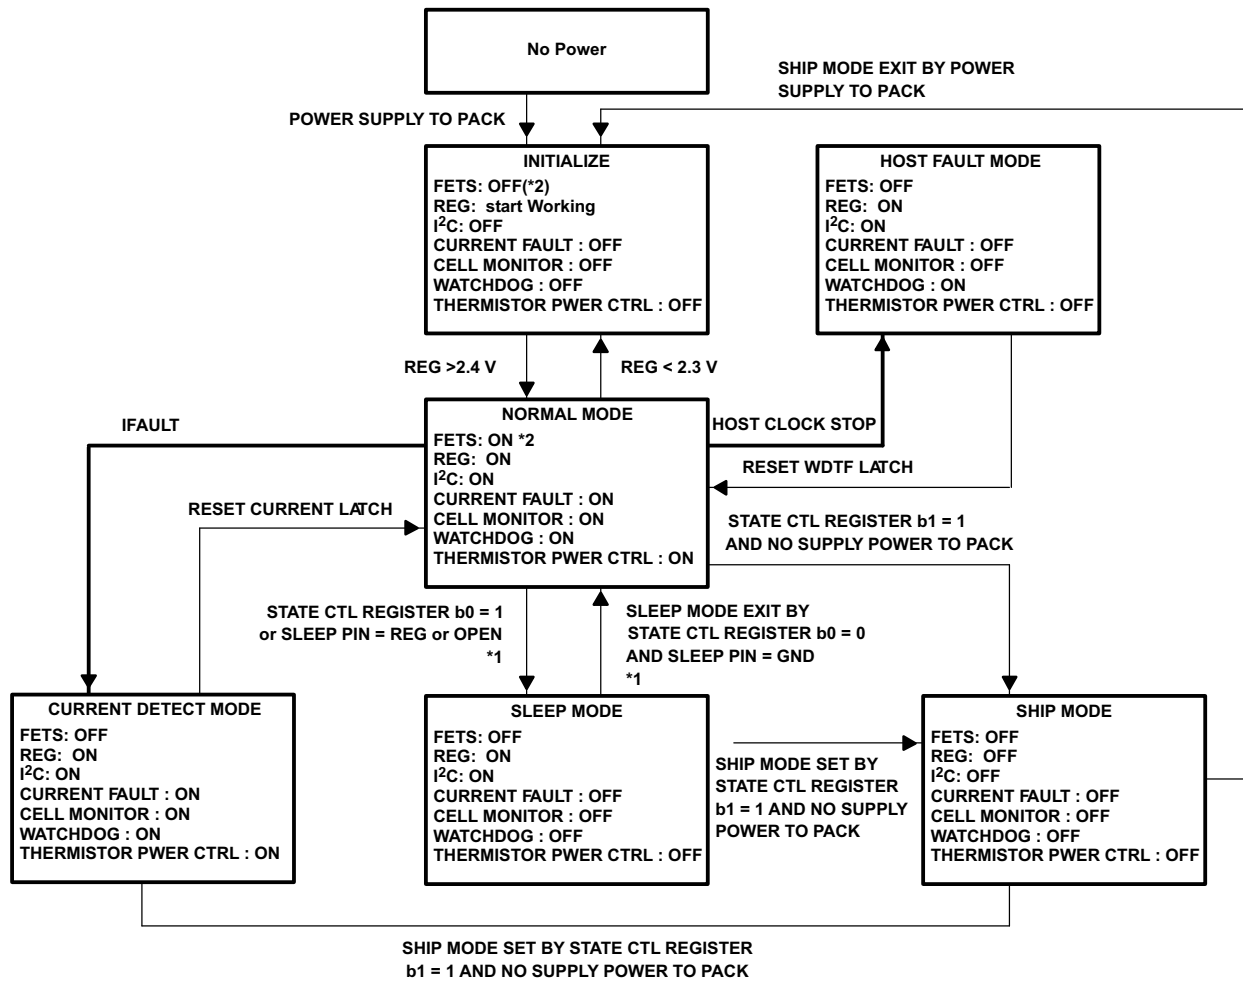 No Power
SHIP MODE EXIT BY POWER
SUPPLY TO PACK
POWER SUPPLY TO PACK
INITIALIZE
FETS: OFF(*2)
REG: start Working
I²C: OFF
CURRENT FAULT : OFF
CELL MONITOR : OFF
WATCHDOG : OFF
THERMISTOR PWER CTRL : OFF
HOST FAULT MODE
FETS: OFF
REG: ON
I²C: ON
CURRENT FAULT : OFF
CELL MONITOR : OFF
WATCHDOG : ON
THERMISTOR PWER CTRL : OFF
REG >2.4 V
REG < 2.3 V
IFAULT
NORMAL MODE
FETS: ON *2
REG: ON
I²C: ON
CURRENT FAULT : ON
CELL MONITOR : ON
WATCHDOG : ON
THERMISTOR PWER CTRL : ON
HOST CLOCK STOP
RESET WDTF LATCH
RESET CURRENT LATCH
STATE CTL REGISTER b1 = 1
AND NO SUPPLY POWER TO PACK
STATE CTL REGISTER b0 = 1
or SLEEP PIN = REG or OPEN
*1
SLEEP MODE EXIT BY
STATE CTL REGISTER b0 = 0
AND SLEEP PIN = GND
*1
CURRENT DETECT MODE
FETS: OFF
REG: ON
I²C: ON
CURRENT FAULT : ON
CELL MONITOR : ON
WATCHDOG : ON
THERMISTOR PWER CTRL : ON
SLEEP MODE
FETS: OFF
REG: ON
I²C: ON
CURRENT FAULT : OFF
CELL MONITOR : OFF
WATCHDOG : OFF
THERMISTOR PWER CTRL : OFF
SHIP MODE SET BY
STATE CTL REGISTER
b1 = 1 AND NO SUPPLY
POWER TO PACK
SHIP MODE
FETS: OFF
REG: OFF
I²C: OFF
CURRENT FAULT : OFF
CELL MONITOR : OFF
WATCHDOG : OFF
THERMISTOR PWER CTRL : OFF
SHIP MODE SET BY STATE CTL REGISTER
b1 = 1 AND NO SUPPLY POWER TO PACK